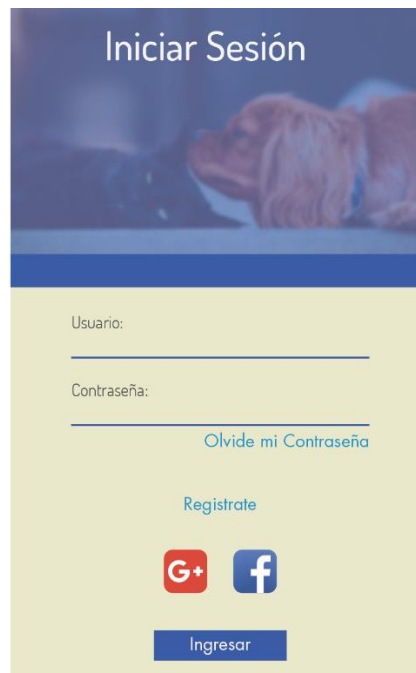 Iniciar Sesión
Usuario:
Contraseña:
Olvide mi Contraseña
Registrate
G+ f
Ingresar